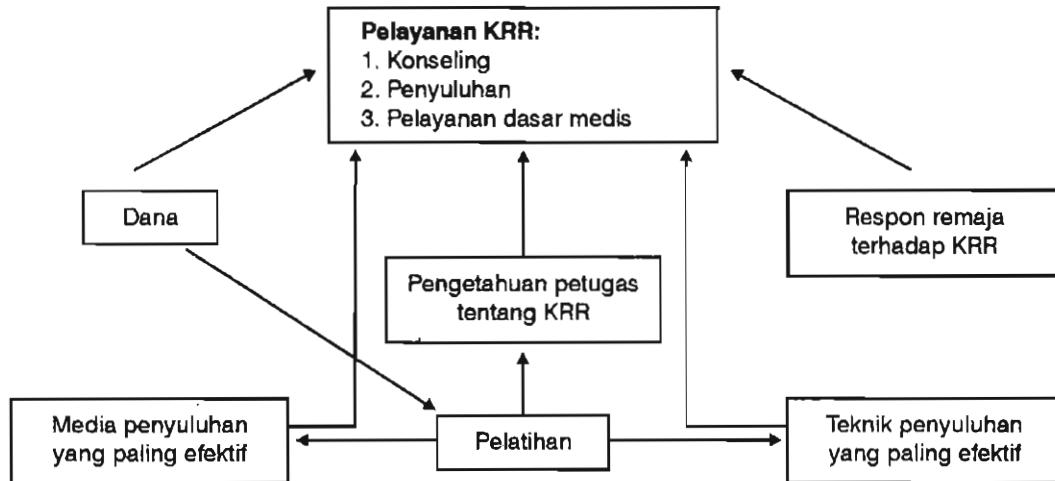 Pelayanan KRR:
1. Konseling
2. Penyuluhan
3. Pelayanan dasar medis
Dana
Respon remaja
terhadap KRR
Pengetahuan petugas
tentang KRR
Media penyuluhan
yang paling efektif
Pelatihan
Teknik penyuluhan
yang paling efektif